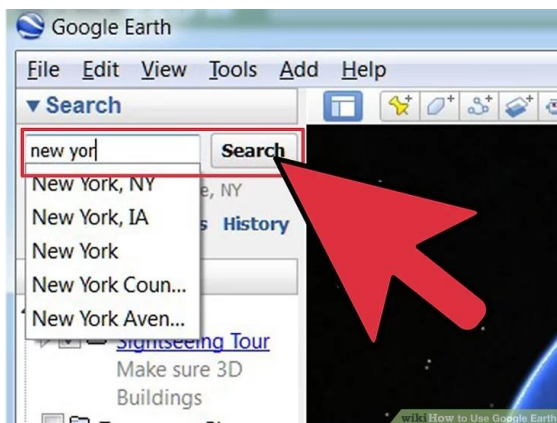 Google Earth
File Edit View Tools Add Help
Search
new yor
Search
New York, NY
e, NY
New York, IA
s History
New York
New York Coun...
New York Aven...
Sightseeing Tour
Make sure 3D
Buildings
wikiHow to Use Google Earth